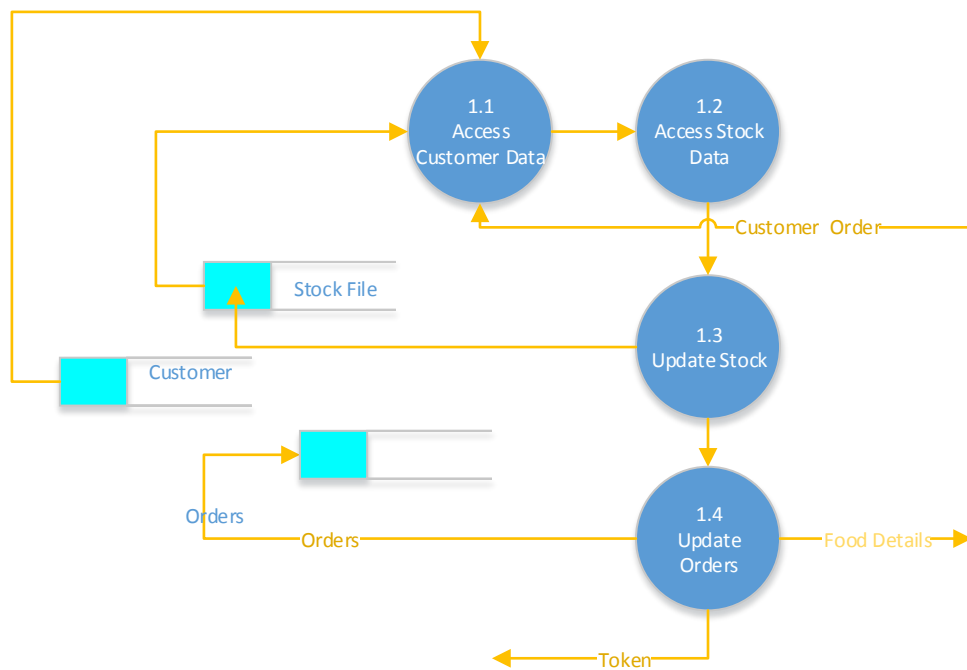 1.1
Access
Customer Data
1.2
Access Stock
Data
Customer Order
Stock File
1.3
Update Stock
Customer
Orders
Orders
1.4
Update
Orders
Food Details
Token